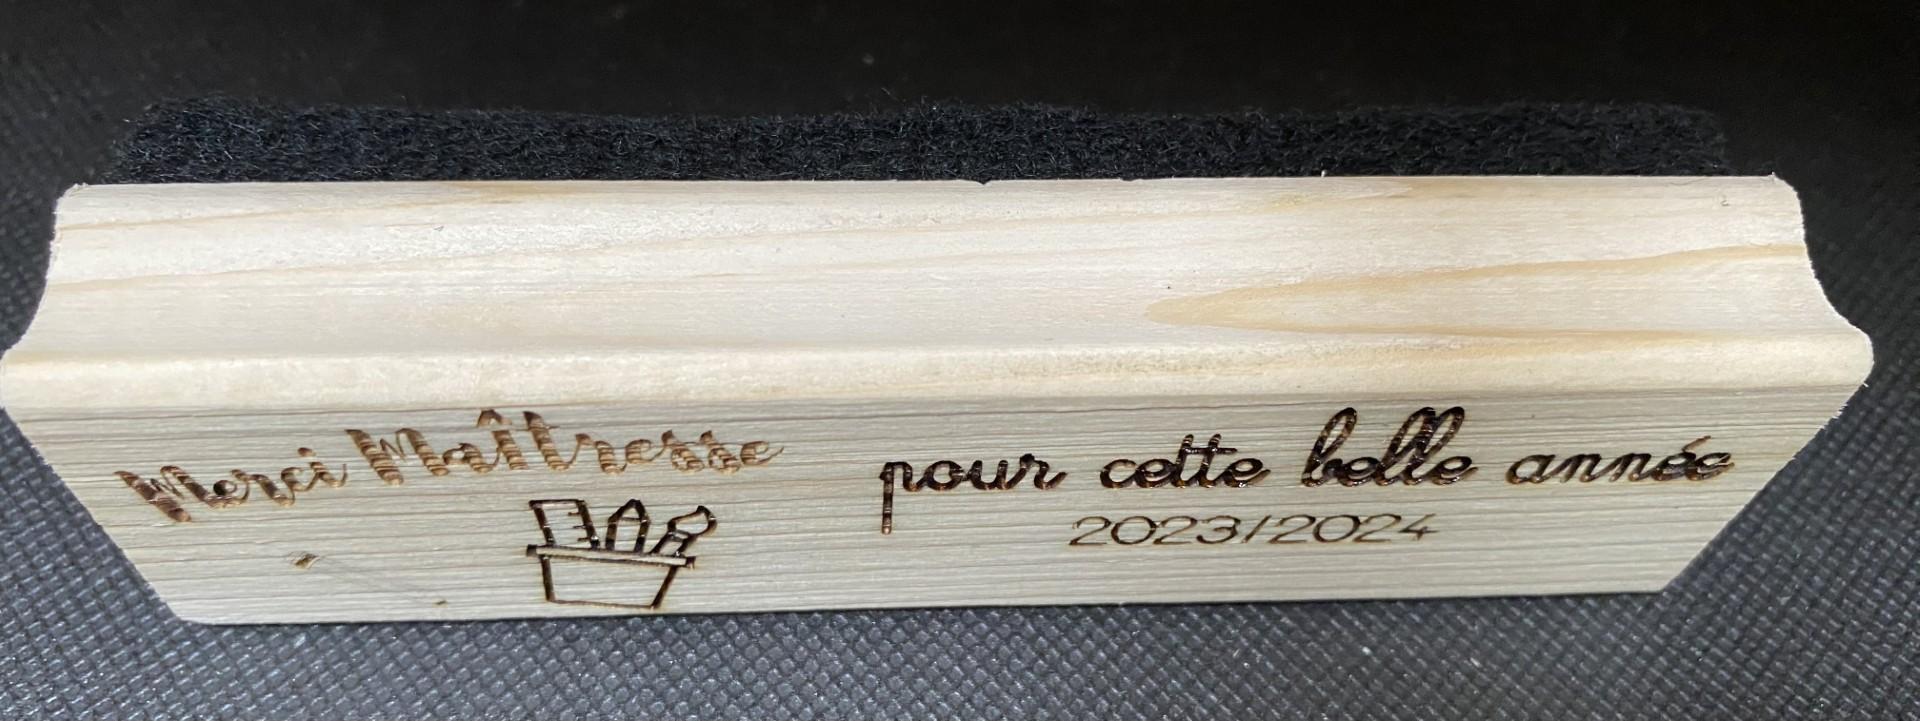 Merci Maîtresse
pour cette belle année
2023/2024